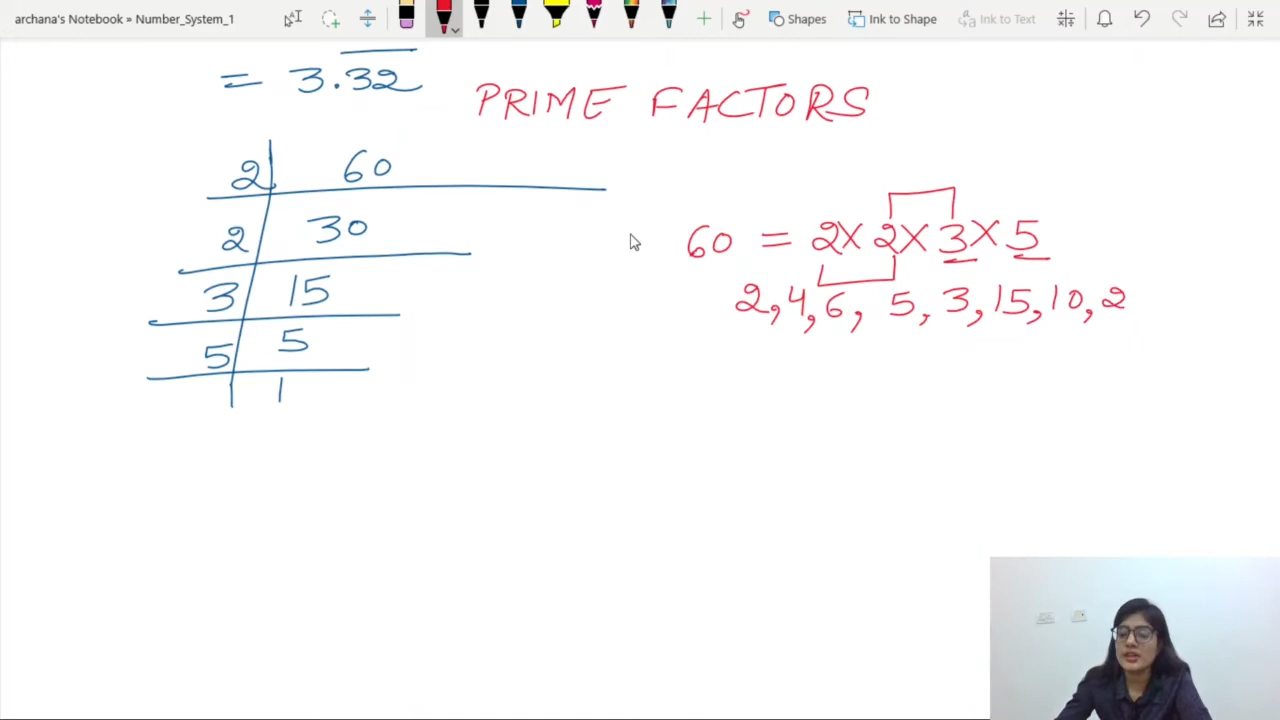 archana's Notebook » Number_System_1
Shapes
Ink to Shape
Ink to Text
= 3.32
PRIME FACTORS
2 60
2 30
3 15
5 5
1
60 = 2 × 2 × 3 × 5
2, 4, 6, 5, 3, 15, 10, 2